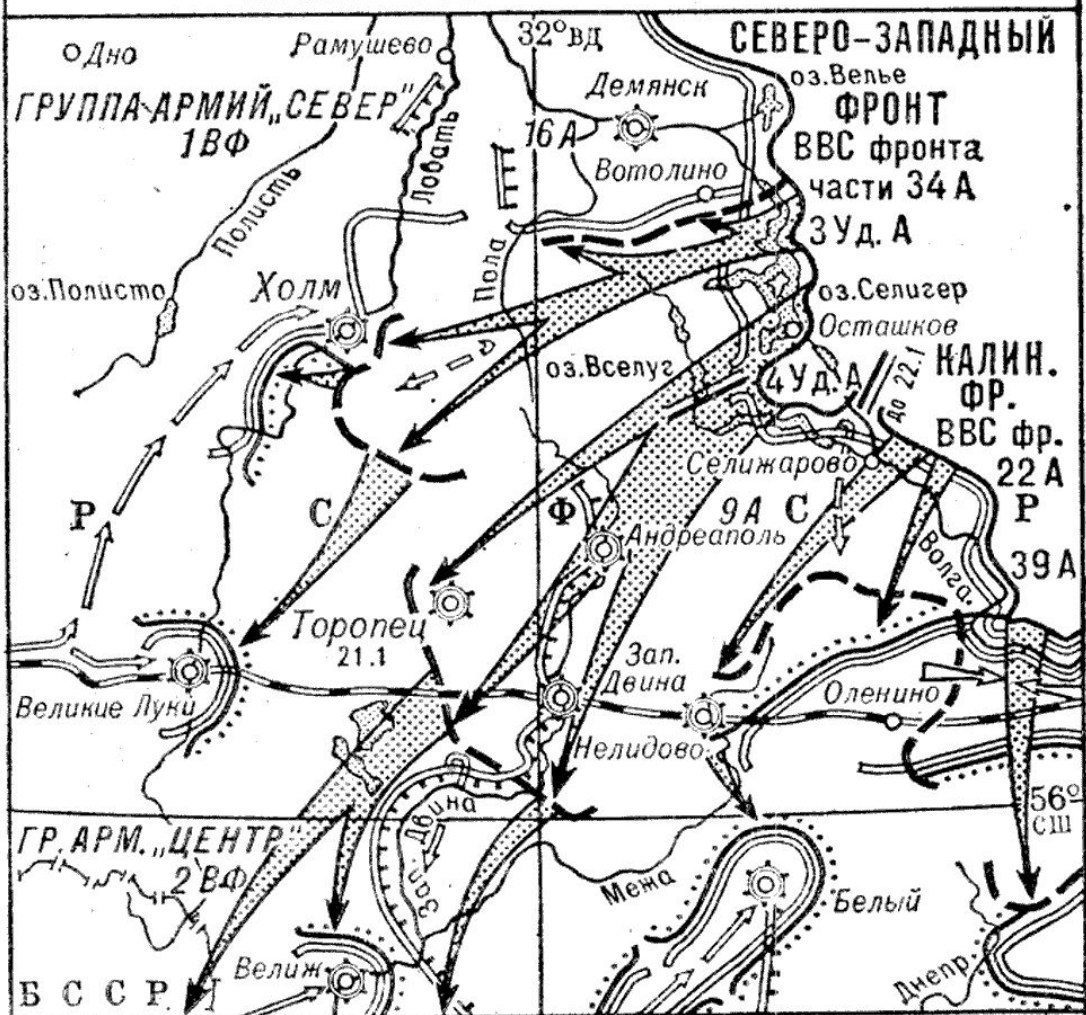 32°вд
СЕВЕРО-ЗАПАДНЫЙ
ФРОНТ
ВВС фронта
части 34 А
3 Уд. А
Дно
Рамушево
ГРУППА АРМИЙ „СЕВЕР"
1ВФ
Ловать
Полисть
16 А
Демянск
оз.Велье
Вотолино
Пола
оз.Полисто
Холм
оз.Селигер
Осташков
оз.Вселуг
4 Уд. А
до 22.1
КАЛИН.
ФР.
ВВС фр.
22 А
Селижарово
Р
С
Ф
С
Р
9А
Андреаполь
Волга
39 А
Торопец
21.1
Зап.
Двина
Великие Луки
Нелидово
Оленино
56°
сш
ГР. АРМ. „ЦЕНТР"
2 ВФ
Зап. Двина
Межа
Белый
Велиж
Днепр
Б С С Р